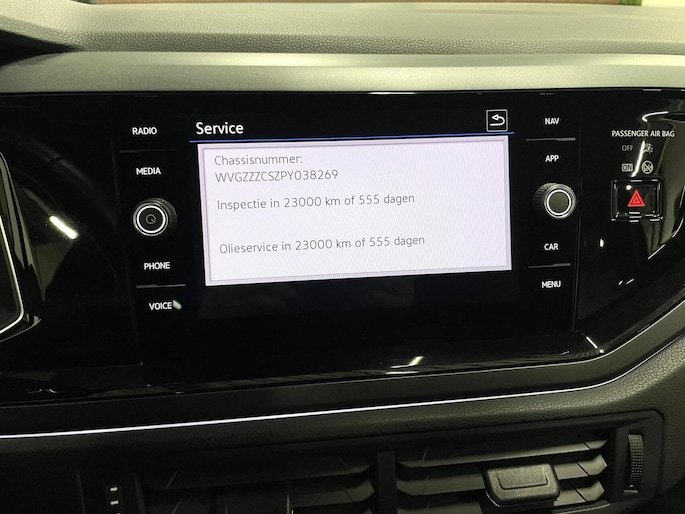 RADIO
MEDIA
PHONE
VOICE
Service
Chassisnummer:
WVGZZZCSZPY038269
Inspectie in 23000 km of 555 dagen
Olieservice in 23000 km of 555 dagen
NAV
APP
CAR
MENU
PASSENGER AIR BAG
OFF
ON